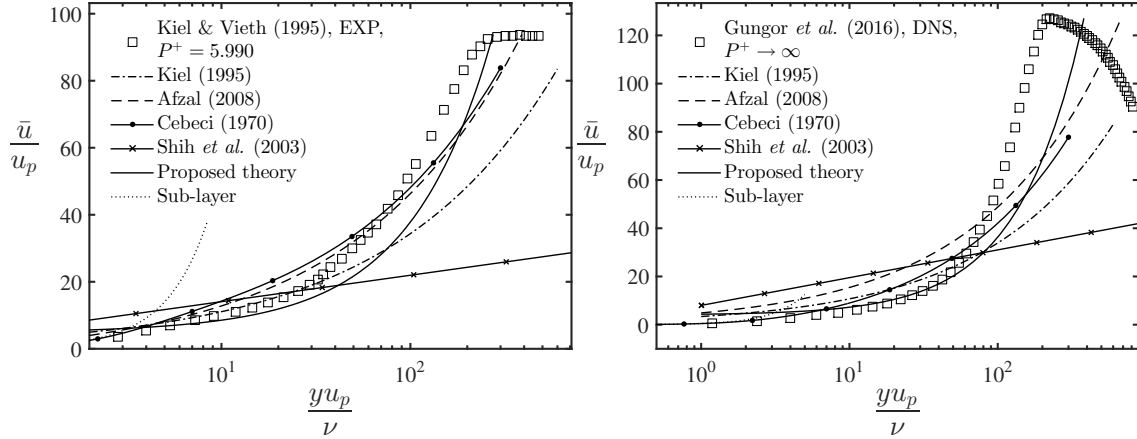 Kiel & Vieth (1995), EXP,
P⁺ = 5.990
Kiel (1995)
Afzal (2008)
Cebeci (1970)
Shih et al. (2003)
Proposed theory
Sub-layer
100
80
60
40
20
0
ū/u_p
10¹
10²
yu_p/ν
Gungor et al. (2016), DNS,
P⁺ → ∞
Kiel (1995)
Afzal (2008)
Cebeci (1970)
Shih et al. (2003)
Proposed theory
Sub-layer
120
100
80
60
40
20
0
ū/u_p
10⁰
10¹
10²
yu_p/ν